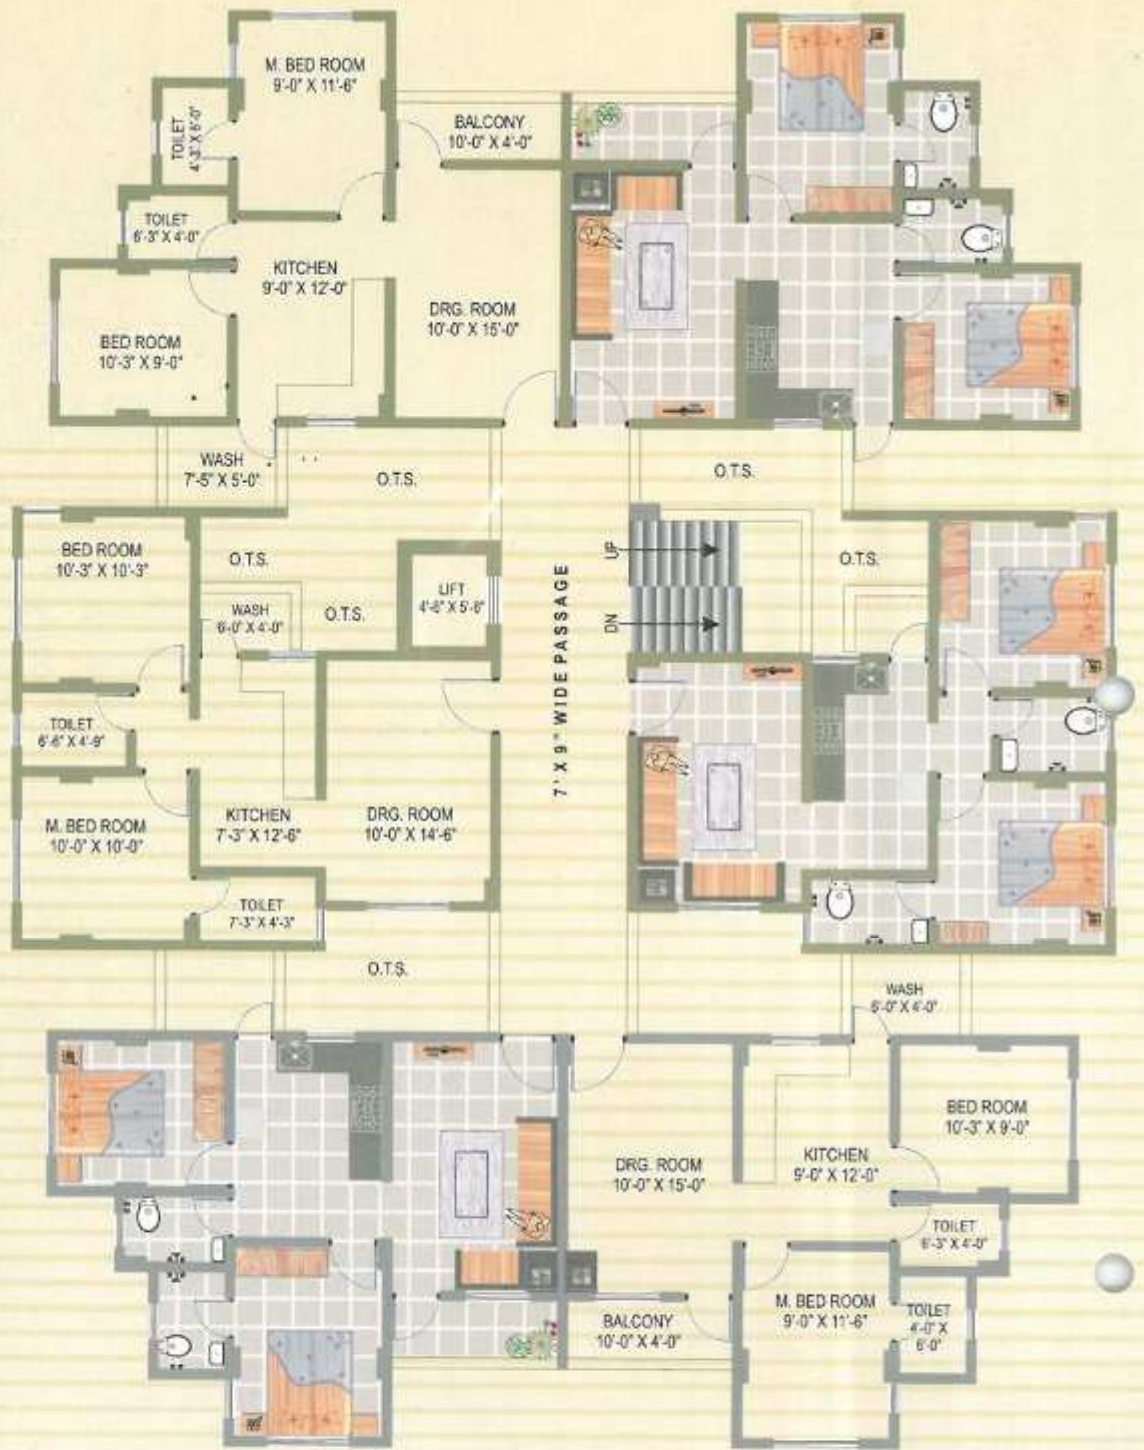 M. BED ROOM
9'-0" X 11'-6"
TOILET
4'-3" X 6'-0"
BALCONY
10'-0" X 4'-0"
TOILET
6'-3" X 4'-0"
KITCHEN
9'-0" X 12'-0"
DRG. ROOM
10'-0" X 15'-0"
BED ROOM
10'-3" X 9'-0"
WASH
7'-5" X 5'-0"
O.T.S.
O.T.S.
BED ROOM
10'-3" X 10'-3"
O.T.S.
LIFT
4'-6" X 5'-6"
WASH
6'-0" X 4'-0"
O.T.S.
7' X 9" WIDE PASSAGE
UP
DN
O.T.S.
TOILET
6'-6" X 4'-9"
M. BED ROOM
10'-0" X 10'-0"
KITCHEN
7'-3" X 12'-6"
DRG. ROOM
10'-0" X 14'-6"
TOILET
7'-3" X 4'-3"
O.T.S.
WASH
6'-0" X 4'-0"
BED ROOM
10'-3" X 9'-0"
DRG. ROOM
10'-0" X 15'-0"
KITCHEN
9'-0" X 12'-0"
TOILET
6'-3" X 4'-0"
M. BED ROOM
9'-0" X 11'-6"
TOILET
4'-0" X
6'-0"
BALCONY
10'-0" X 4'-0"